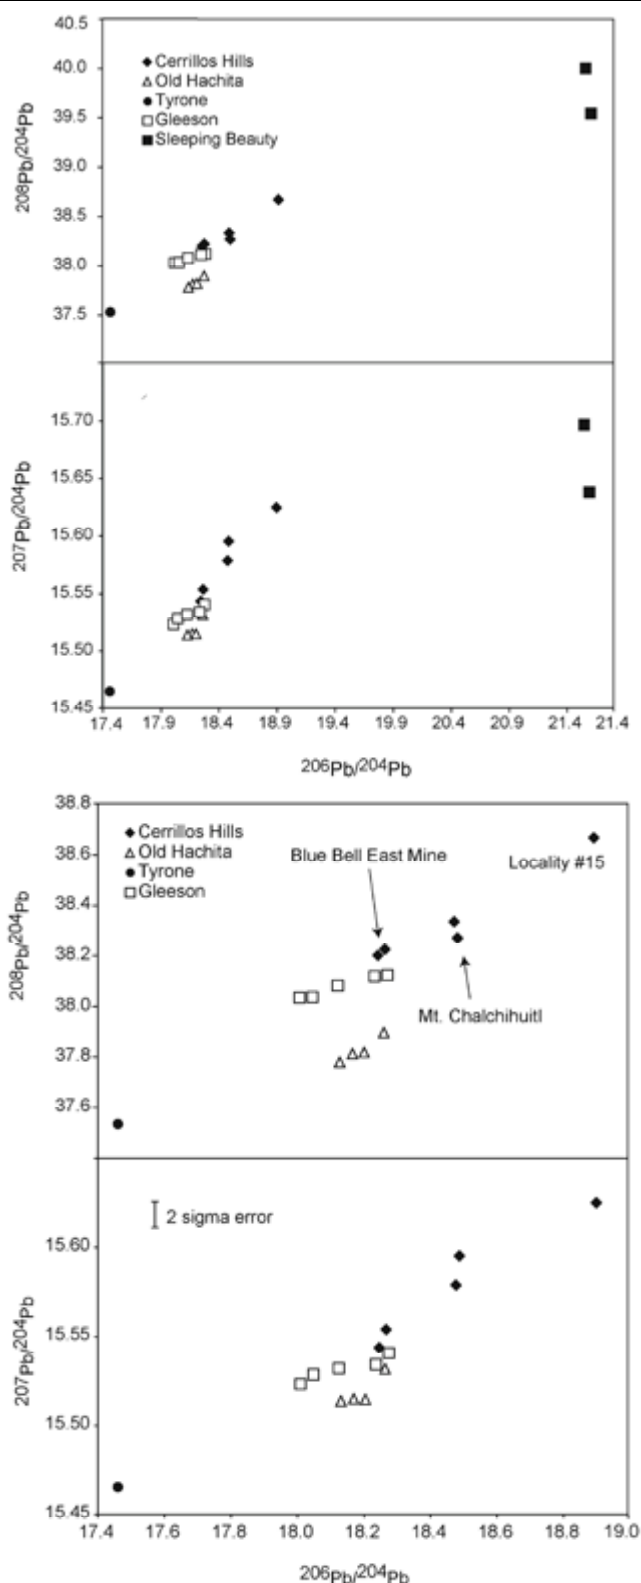 40.5
40.0
39.5
39.0
38.5
38.0
37.5
208Pb/204Pb
Cerrillos Hills
Old Hachita
Tyrone
Gleeson
Sleeping Beauty
15.70
15.65
15.60
15.55
15.50
15.45
207Pb/204Pb
17.4 17.9 18.4 18.9 19.4 19.9 20.4 20.9 21.4 21.4
206Pb/204Pb
38.8
38.6
38.4
38.2
38.0
37.8
37.6
208Pb/204Pb
Cerrillos Hills
Old Hachita
Tyrone
Gleeson
Blue Bell East Mine
Locality #15
Mt. Chalchihuitl
2 sigma error
15.60
15.55
15.50
15.45
207Pb/204Pb
17.4 17.6 17.8 18.0 18.2 18.4 18.6 18.8 19.0
206Pb/204Pb